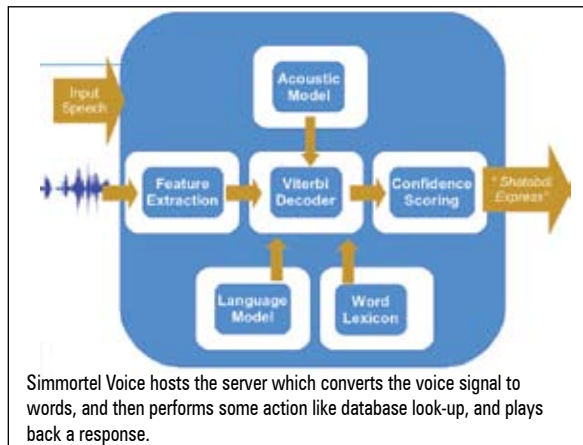 Input
Speech
Acoustic
Model
Feature
Extraction
Viterbi
Decoder
Confidence
Scoring
"Shatabdi
Express"
Language
Model
Word
Lexicon
Simmortel Voice hosts the server which converts the voice signal to
words, and then performs some action like database look-up, and plays
back a response.